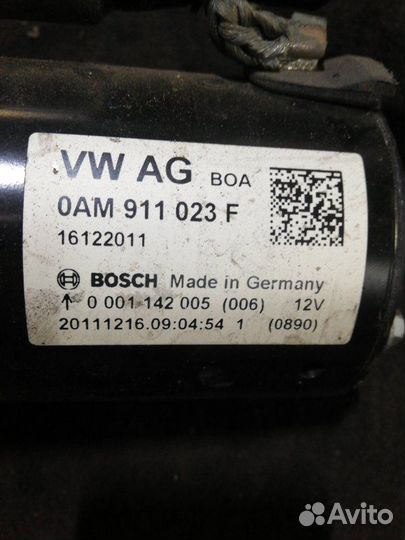 VW AG BOA
0AM 911 023 F
16122011
BOSCH Made in Germany
↑ 0 001 142 005 (006) 12V
20111216.09:04:54 1 (0890)
Avito